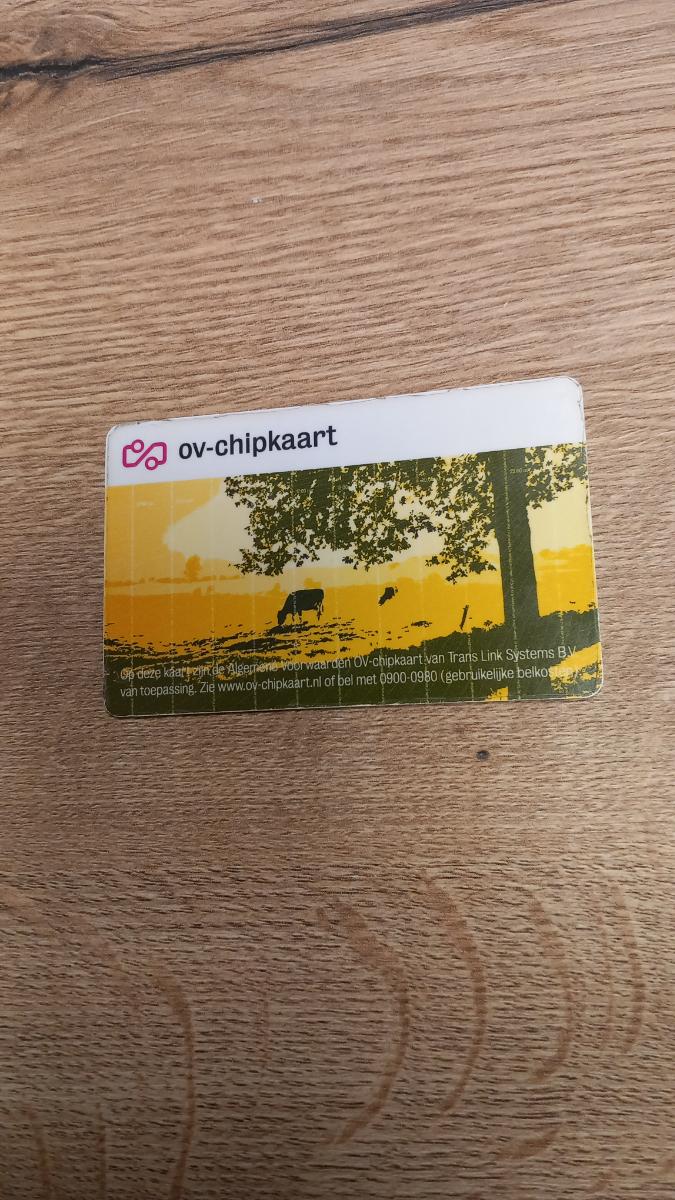 ov-chipkaart
Op deze kaart zijn de Algemene Voorwaarden OV-chipkaart van Trans Link Systems B.V.
van toepassing. Zie www.ov-chipkaart.nl of bel met 0900-0980 (gebruikelijke belkosten).